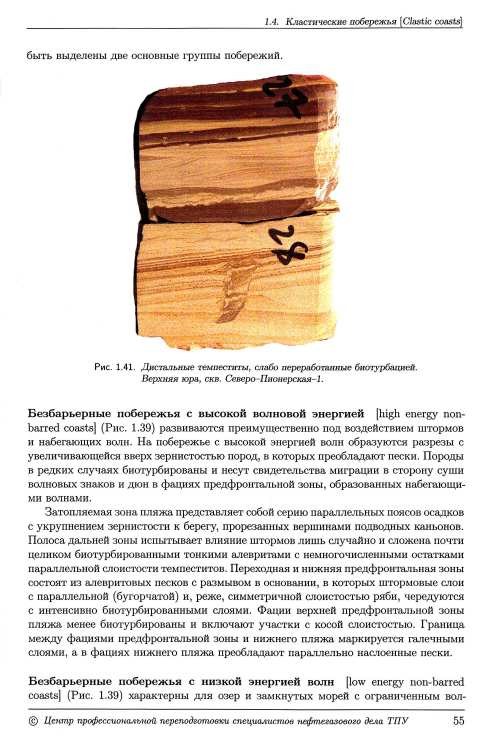 1.4. Кластические побережья [Clastic coasts]
быть выделены две основные группы побережий.
27
28
Рис. 1.41. Дистальные темпеститы, слабо переработанные биотурбацией.
Верхняя юра, скв. Северо-Пионерская-1.
Безбарьерные побережья с высокой волновой энергией [high energy non-
barred coasts] (Рис. 1.39) развиваются преимущественно под воздействием штормов
и набегающих волн. На побережье с высокой энергией волн образуются разрезы с
увеличивающейся вверх зернистостью пород, в которых преобладают пески. Породы
в редких случаях биотурбированы и несут свидетельства миграции в сторону суши
волновых знаков и дюн в фациях предфронтальной зоны, образованных набегающи-
ми волнами.
Затопляемая зона пляжа представляет собой серию параллельных поясов осадков
с укрупнением зернистости к берегу, прорезанных вершинами подводных каньонов.
Полоса дальней зоны испытывает влияние штормов лишь случайно и сложена почти
целиком биотурбированными тонкими алевритами с немногочисленными остатками
параллельной слоистости темпеститов. Переходная и нижняя предфронтальная зоны
состоят из алевритовых песков с размывом в основании, в которых штормовые слои
с параллельной (бугорчатой) и, реже, симметричной слоистостью ряби, чередуются
с интенсивно биотурбированными слоями. Фации верхней предфронтальной зоны
пляжа менее биотурбированы и включают участки с косой слоистостью. Граница
между фациями предфронтальной зоны и нижнего пляжа маркируется галечными
слоями, а в фациях нижнего пляжа преобладают параллельно наслоенные пески.
Безбарьерные побережья с низкой энергией волн [low energy non-barred
coasts] (Рис. 1.39) характерны для озер и замкнутых морей с ограниченным вол-
© Центр профессиональной переподготовки специалистов нефтегазового дела ТПУ 55